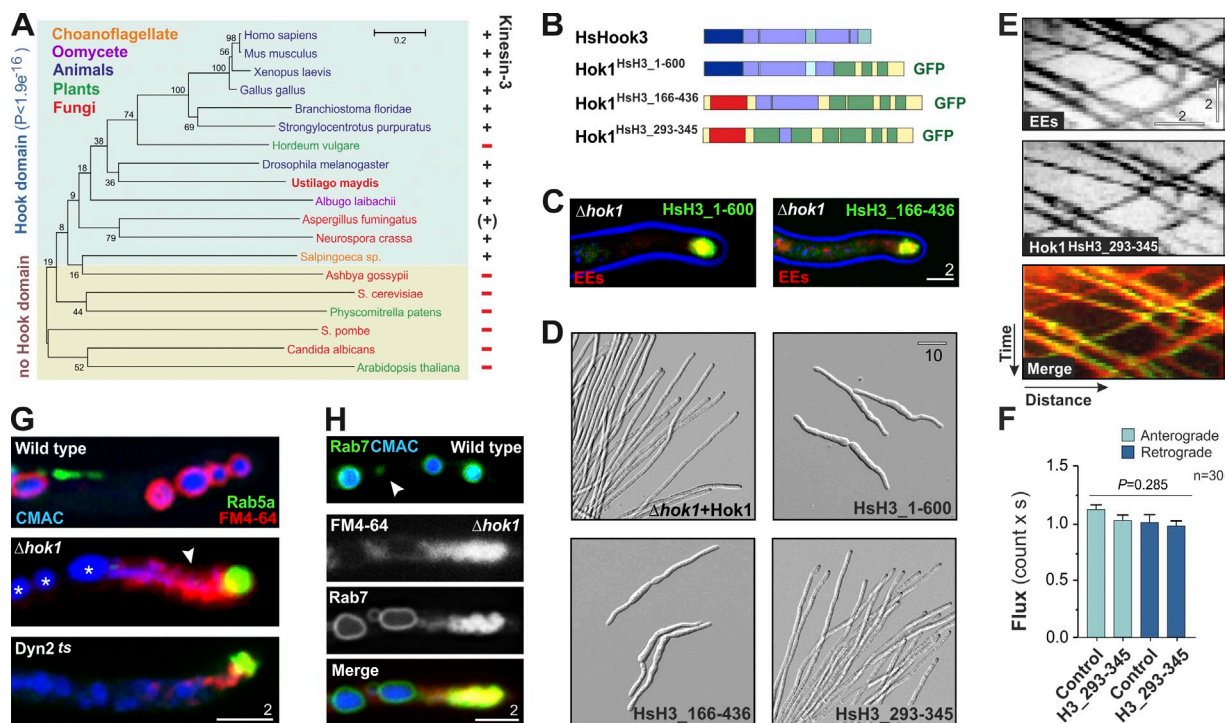 A
Choanoflagellate
Oomycete
Animals
Plants
Fungi
Hook domain (P<1.9e-16)
no Hook domain
0.2
Kinesin-3
98 Homo sapiens +
Mus musculus +
56
Xenopus laevis +
100
Gallus gallus +
100
Branchiostoma floridae +
74
69 Strongylocentrotus purpuratus +
Hordeum vulgare −
38
18 Drosophila melanogaster +
36 Ustilago maydis +
9 Albugo laibachii +
Aspergillus fumingatus (+)
8 79 Neurospora crassa +
Salpingoeca sp. +
19 16 Ashbya gossypii −
S. cerevisiae −
44 Physcomitrella patens −
S. pombe −
Candida albicans −
52 Arabidopsis thaliana −
B
HsHook3
Hok1HsH3_1-600 GFP
Hok1HsH3_166-436 GFP
Hok1HsH3_293-345 GFP
C
Δhok1 HsH3_1-600
EEs
Δhok1 HsH3_166-436
EEs 2
D
Δhok1+Hok1
10
HsH3_1-600
HsH3_166-436
HsH3_293-345
E
EEs
2
2
Hok1HsH3_293-345
Merge
Time
Distance
F
Anterograde
Retrograde
n=30
P=0.285
Flux (count x s)
1.5
1.0
0.5
0.0
Control
H3_293-345
Control
H3_293-345
G
Wild type
Rab5a
CMAC FM4-64
Δhok1
* * *
Dyn2 ts
2
H
Rab7CMAC Wild type
FM4-64 Δhok1
Rab7
Merge
2